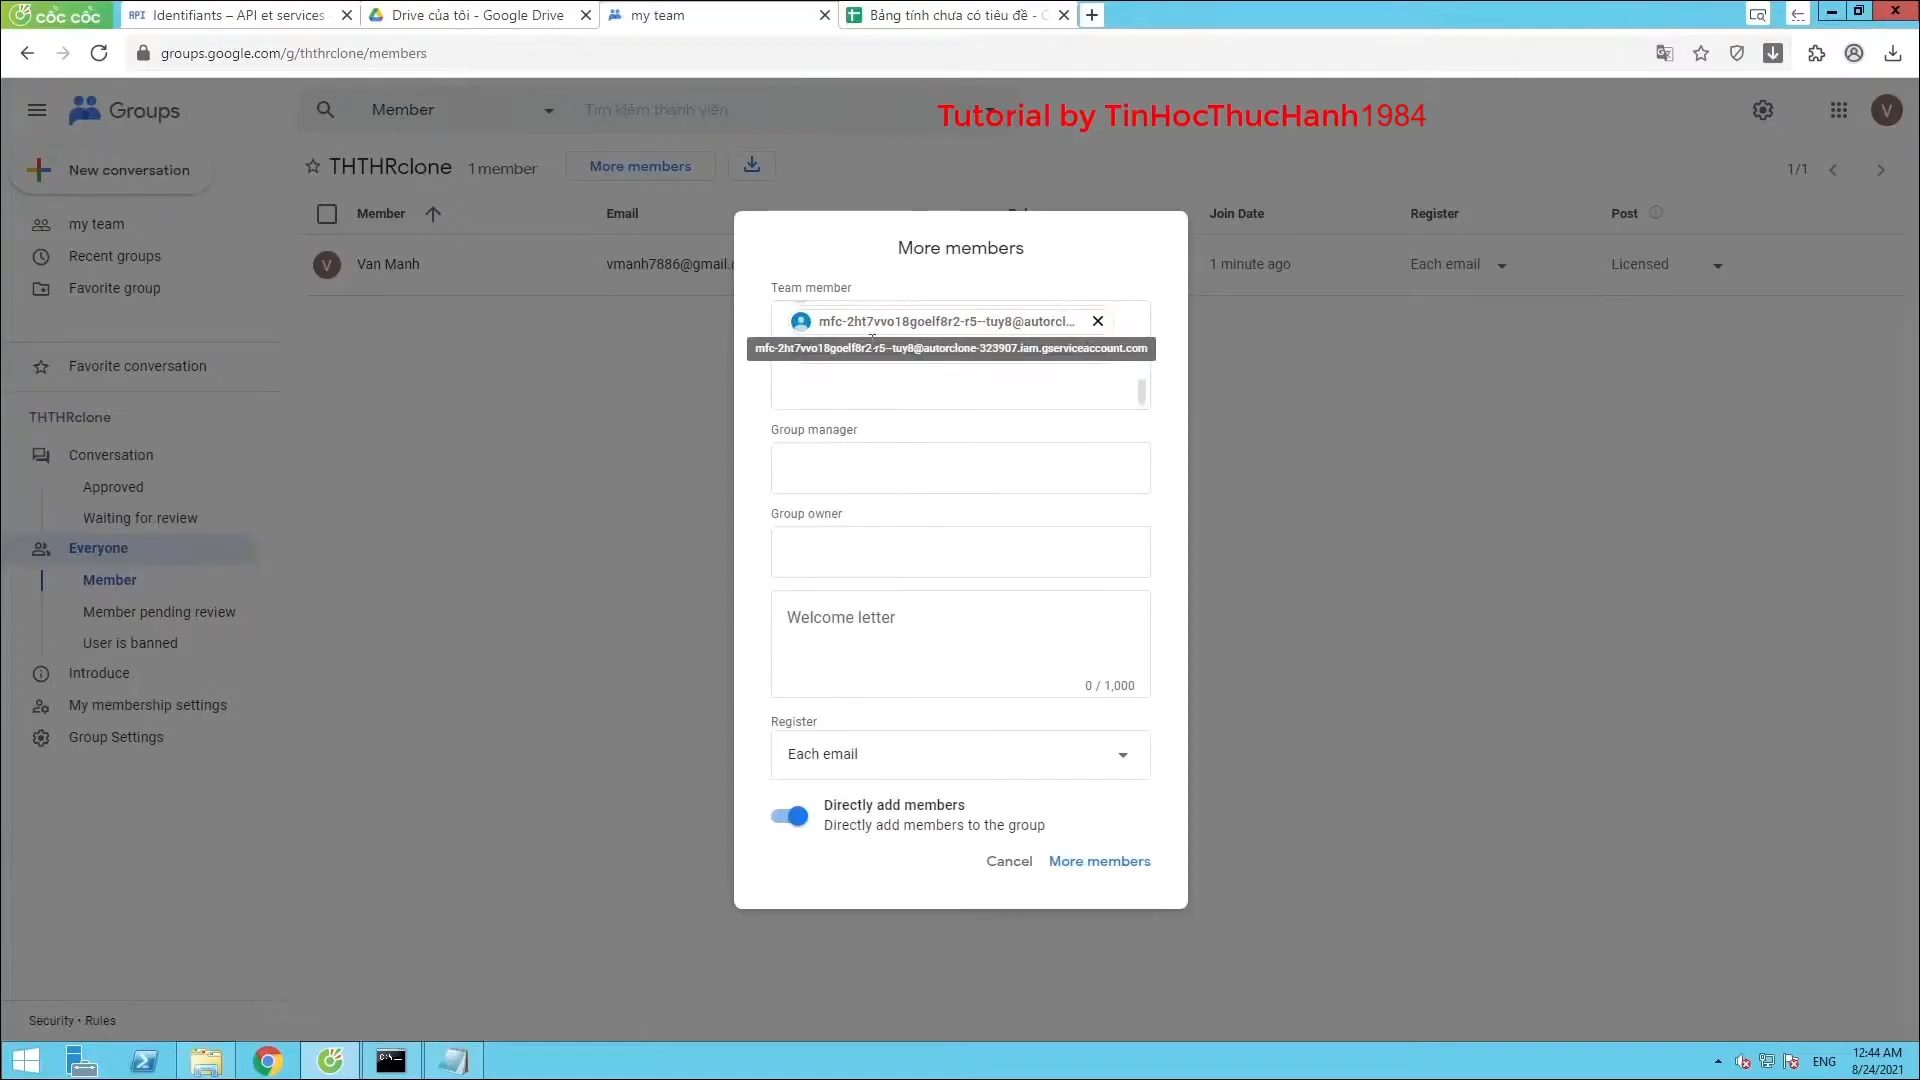 cốc cốc
API Identifiants – API et services
Drive của tôi - Google Drive
my team
Bảng tính chưa có tiêu đề - C
groups.google.com/g/ththrclone/members
Groups
Member
Tìm kiếm thành viên
Tutorial by TinHocThucHanh1984
V
New conversation
THTHRclone
1 member
More members
1/1
my team
Recent groups
Favorite group
Member
Email
Join Date
Register
Post
V
Van Manh
vmanh7886@gmail.
1 minute ago
Each email
Licensed
Favorite conversation
THTHRclone
Conversation
Approved
Waiting for review
Everyone
Member
Member pending review
User is banned
Introduce
My membership settings
Group Settings
Security • Rules
More members
Team member
mfc-2ht7vvo18goelf8r2-r5--tuy8@autorcl...
mfc-2ht7vvo18goelf8r2-r5--tuy8@autorclone-323907.iam.gserviceaccount.com
Group manager
Group owner
Welcome letter
0 / 1,000
Register
Each email
Directly add members
Directly add members to the group
Cancel
More members
ENG
12:44 AM
8/24/2021